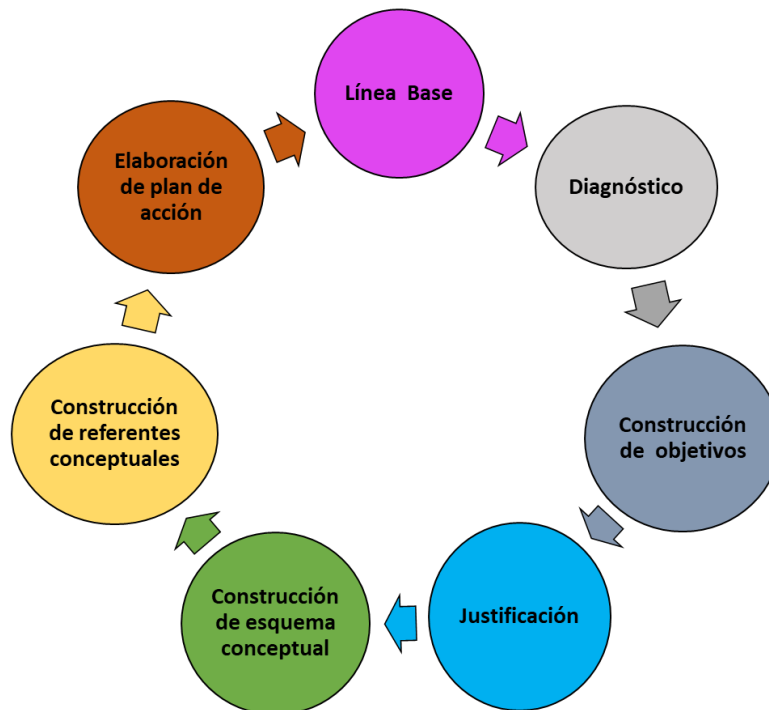 Línea Base
Diagnóstico
Construcción
de objetivos
Justificación
Construcción
de esquema
conceptual
Construcción
de referentes
conceptuales
Elaboración
de plan de
acción